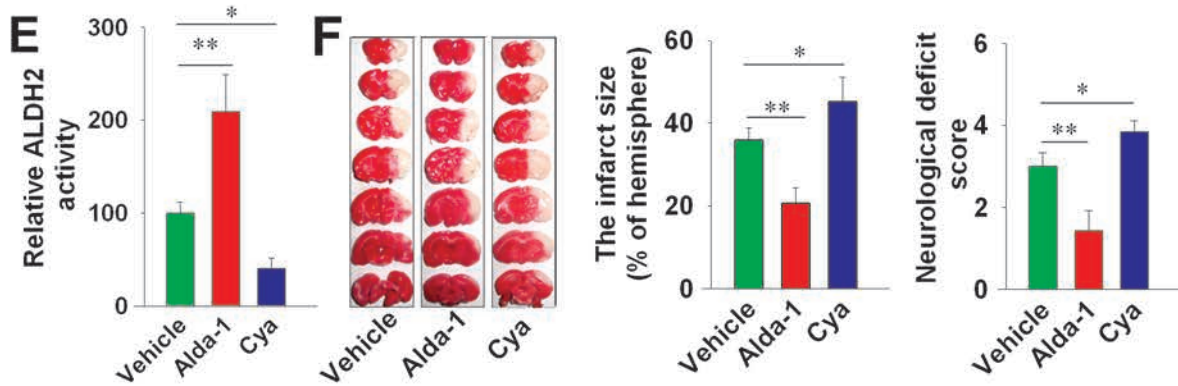 E
Relative ALDH2
activity
300
200
100
0
*
**
Vehicle
Alda-1
Cya
F
Vehicle
Alda-1
Cya
The infarct size
(% of hemisphere)
60
40
20
0
*
**
Vehicle
Alda-1
Cya
Neurological deficit
score
6
4
2
0
*
**
Vehicle
Alda-1
Cya